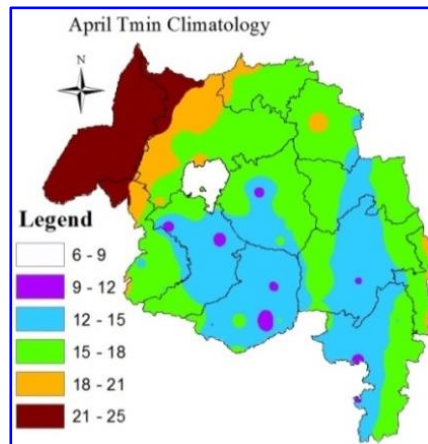 April Tmin Climatology
N
Legend
6 - 9
9 - 12
12 - 15
15 - 18
18 - 21
21 - 25